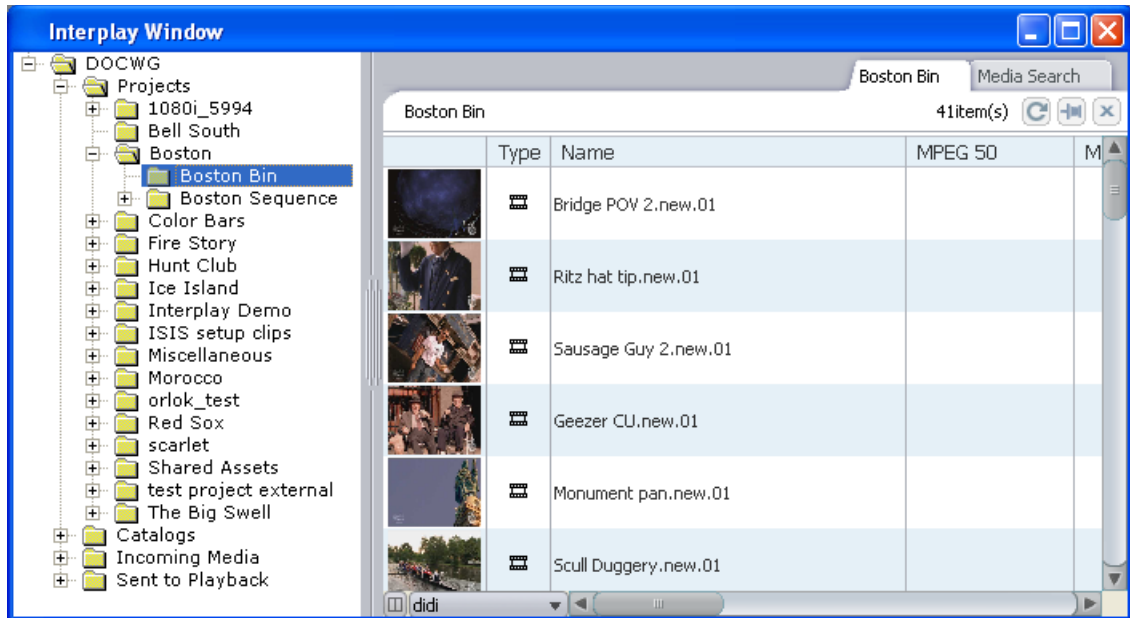 Interplay Window
DOCWG
Projects
1080i_5994
Bell South
Boston
Boston Bin
Boston Sequence
Color Bars
Fire Story
Hunt Club
Ice Island
Interplay Demo
ISIS setup clips
Miscellaneous
Morocco
orlok_test
Red Sox
scarlet
Shared Assets
test project external
The Big Swell
Catalogs
Incoming Media
Sent to Playback
Boston Bin Media Search
Boston Bin 41item(s)
Type Name MPEG 50 M
Bridge POV 2.new.01
Ritz hat tip.new.01
Sausage Guy 2.new.01
Geezer CU.new.01
Monument pan.new.01
Scull Duggery.new.01
didi